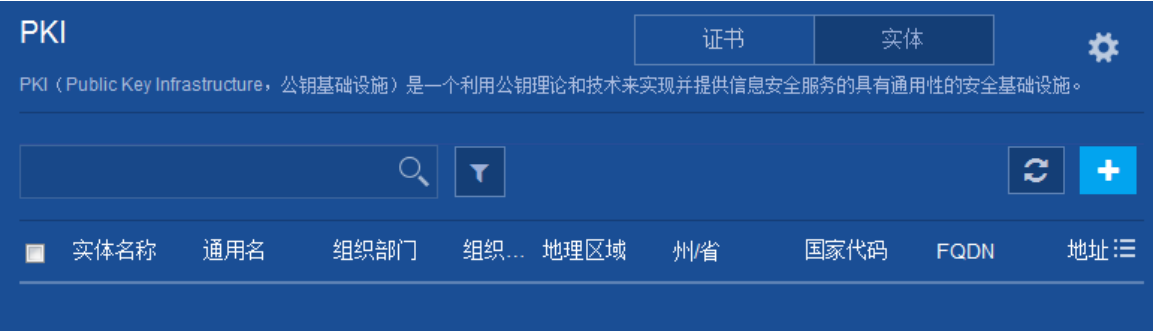 PKI 证书 实体
PKI（Public Key Infrastructure，公钥基础设施）是一个利用公钥理论和技术来实现并提供信息安全服务的具有通用性的安全基础设施。
实体名称 通用名 组织部门 组织... 地理区域 州/省 国家代码 FQDN 地址